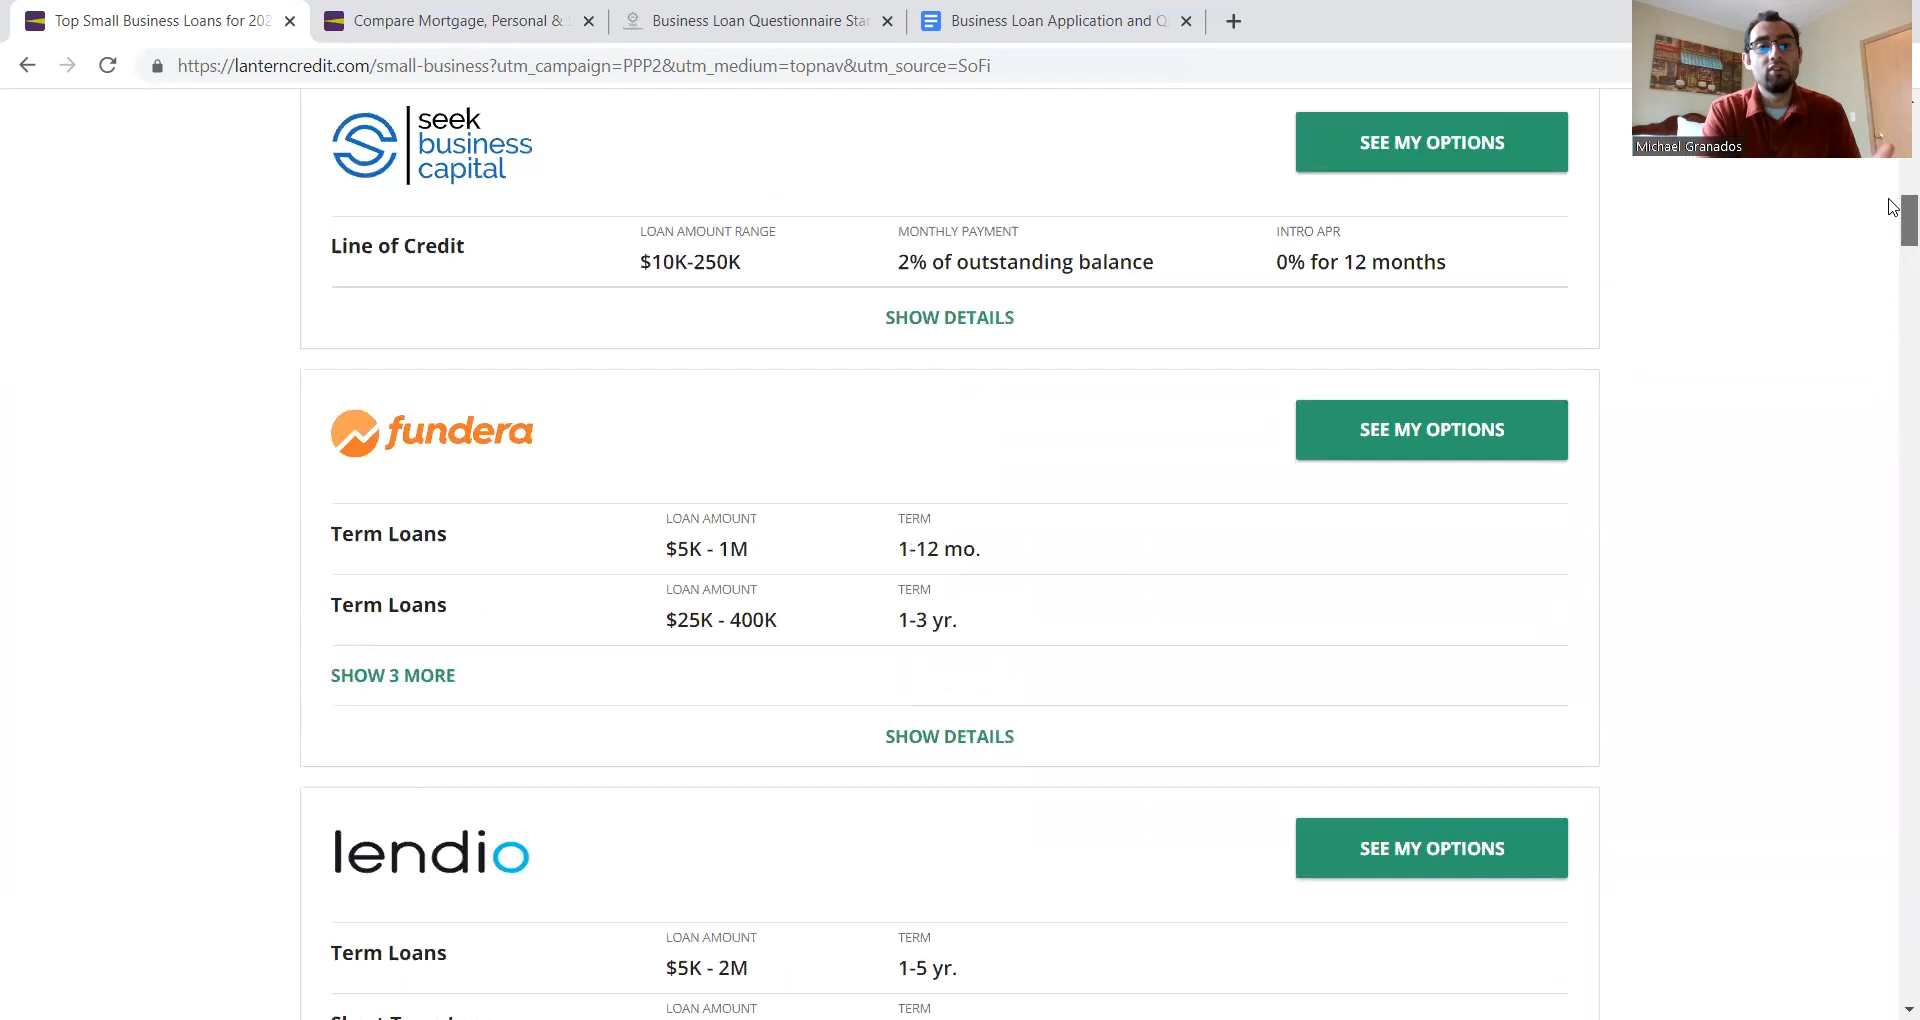 Top Small Business Loans for 202
Compare Mortgage, Personal &
Business Loan Questionnaire Sta
Business Loan Application and Q
https://lanterncredit.com/small-business?utm_campaign=PPP2&utm_medium=topnav&utm_source=SoFi
Michael Granados
seek
business
capital
SEE MY OPTIONS
Line of Credit
LOAN AMOUNT RANGE
$10K-250K
MONTHLY PAYMENT
2% of outstanding balance
INTRO APR
0% for 12 months
SHOW DETAILS
fundera
SEE MY OPTIONS
Term Loans
LOAN AMOUNT
$5K - 1M
TERM
1-12 mo.
Term Loans
LOAN AMOUNT
$25K - 400K
TERM
1-3 yr.
SHOW 3 MORE
SHOW DETAILS
lendio
SEE MY OPTIONS
Term Loans
LOAN AMOUNT
$5K - 2M
TERM
1-5 yr.
LOAN AMOUNT
TERM